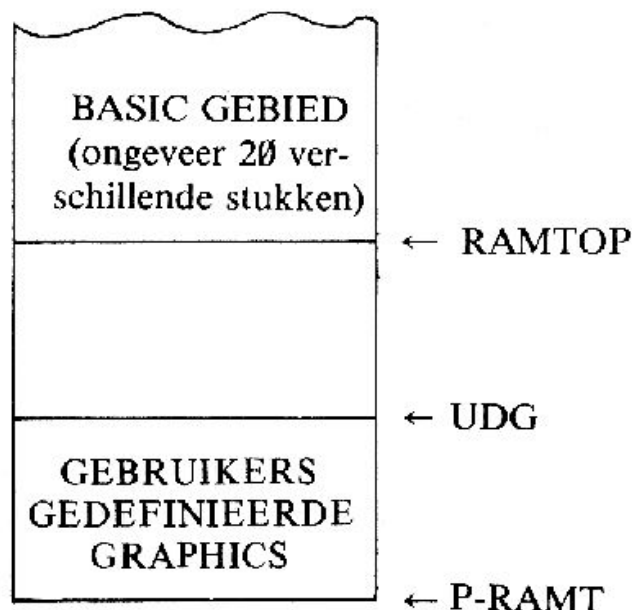 BASIC GEBIED
(ongeveer 2Ø ver-
schillende stukken)
← RAMTOP
← UDG
GEBRUIKERS
GEDEFINIEERDE
GRAPHICS
← P-RAMT